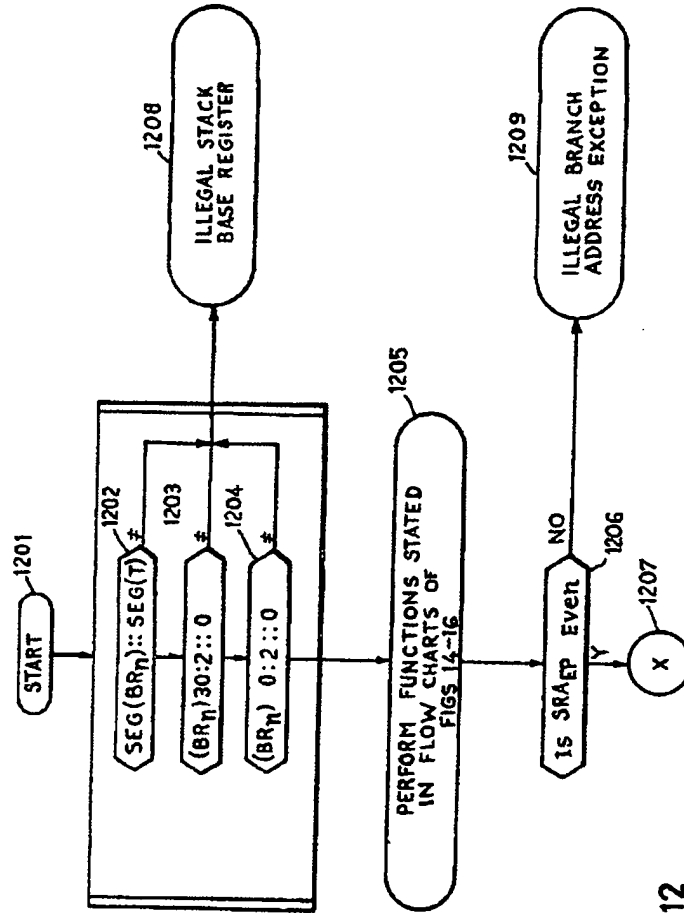 1201
START
1202
SEG(BRn)::SEG(T)
≠
1203
(BRn)30:2::0
≠
1204
(BRn) 0:2::0
≠
1208
ILLEGAL STACK
BASE REGISTER
1205
PERFORM FUNCTIONS STATED
IN FLOW CHARTS OF
FIGS 14-16
Is SRAEP Even
NO
1206
Y
X
1207
1209
ILLEGAL BRANCH
ADDRESS EXCEPTION
12